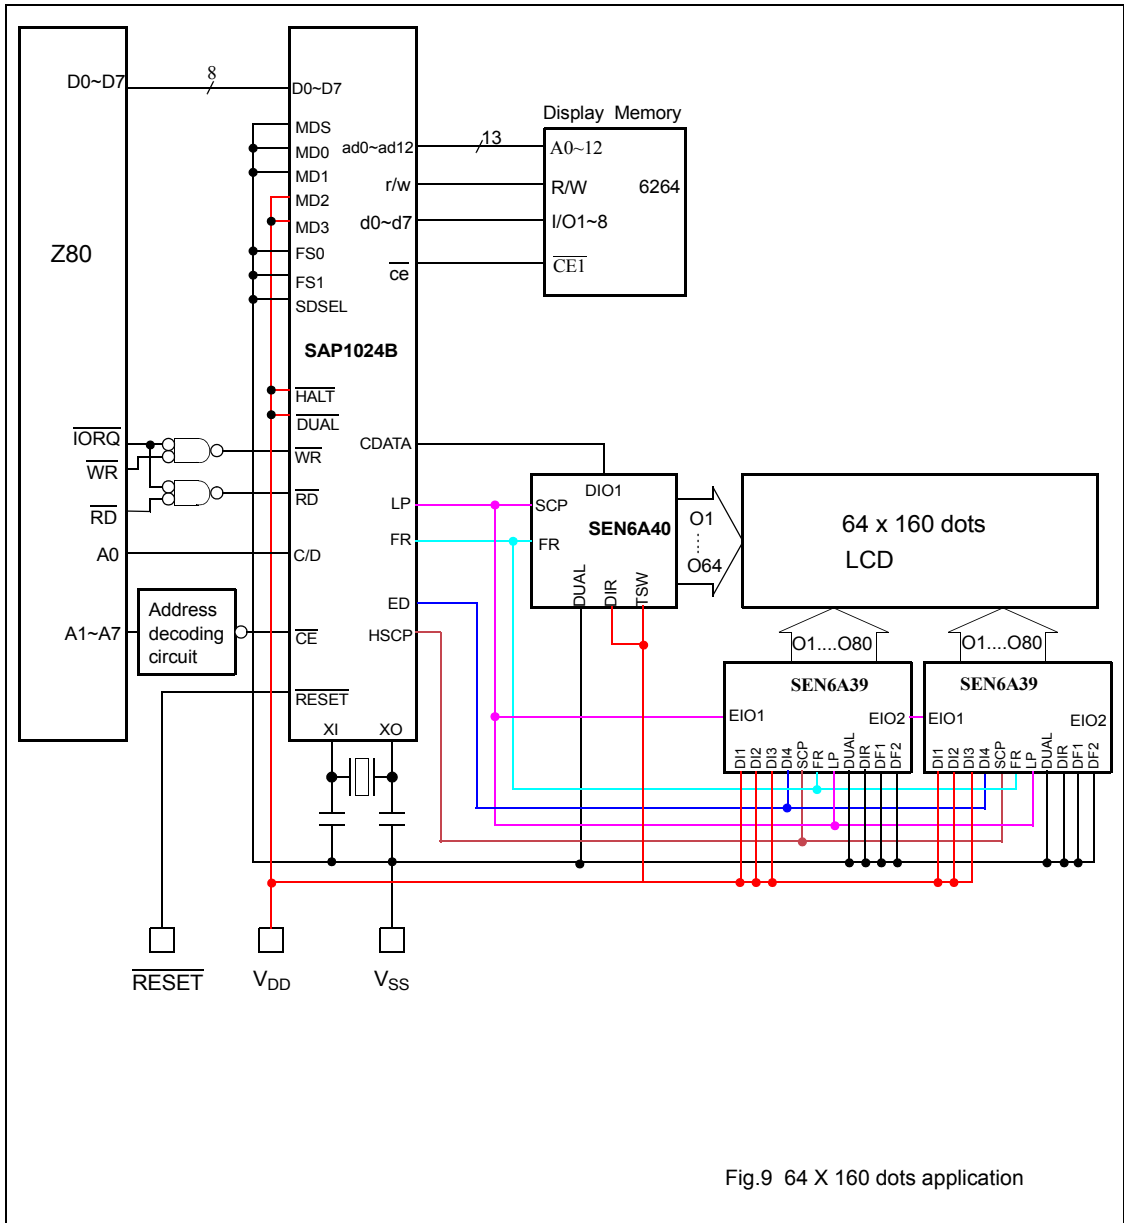 D0~D7
Z80
IORQ
WR
RD
A0
A1~A7
8
Address
decoding
circuit
D0~D7
MDS
MD0
MD1
MD2
MD3
FS0
FS1
SDSEL
SAP1024B
HALT
DUAL
WR
RD
C/D
CE
RESET
XI
XO
ad0~ad12
r/w
d0~d7
ce
CDATA
LP
FR
ED
HSCP
13
Display Memory
A0~12
R/W
6264
I/O1~8
CE1
DIO1
SCP
SEN6A40
FR
DUAL
DIR
TSW
O1
.....
O64
64 x 160 dots
LCD
O1....O80
O1....O80
SEN6A39
EIO1
EIO2
DI1
DI2
DI3
DI4
SCP
FR
LP
DUAL
DIR
DF1
DF2
SEN6A39
EIO1
EIO2
DI1
DI2
DI3
DI4
SCP
FR
LP
DUAL
DIR
DF1
DF2
RESET
VDD
VSS
Fig.9 64 X 160 dots application